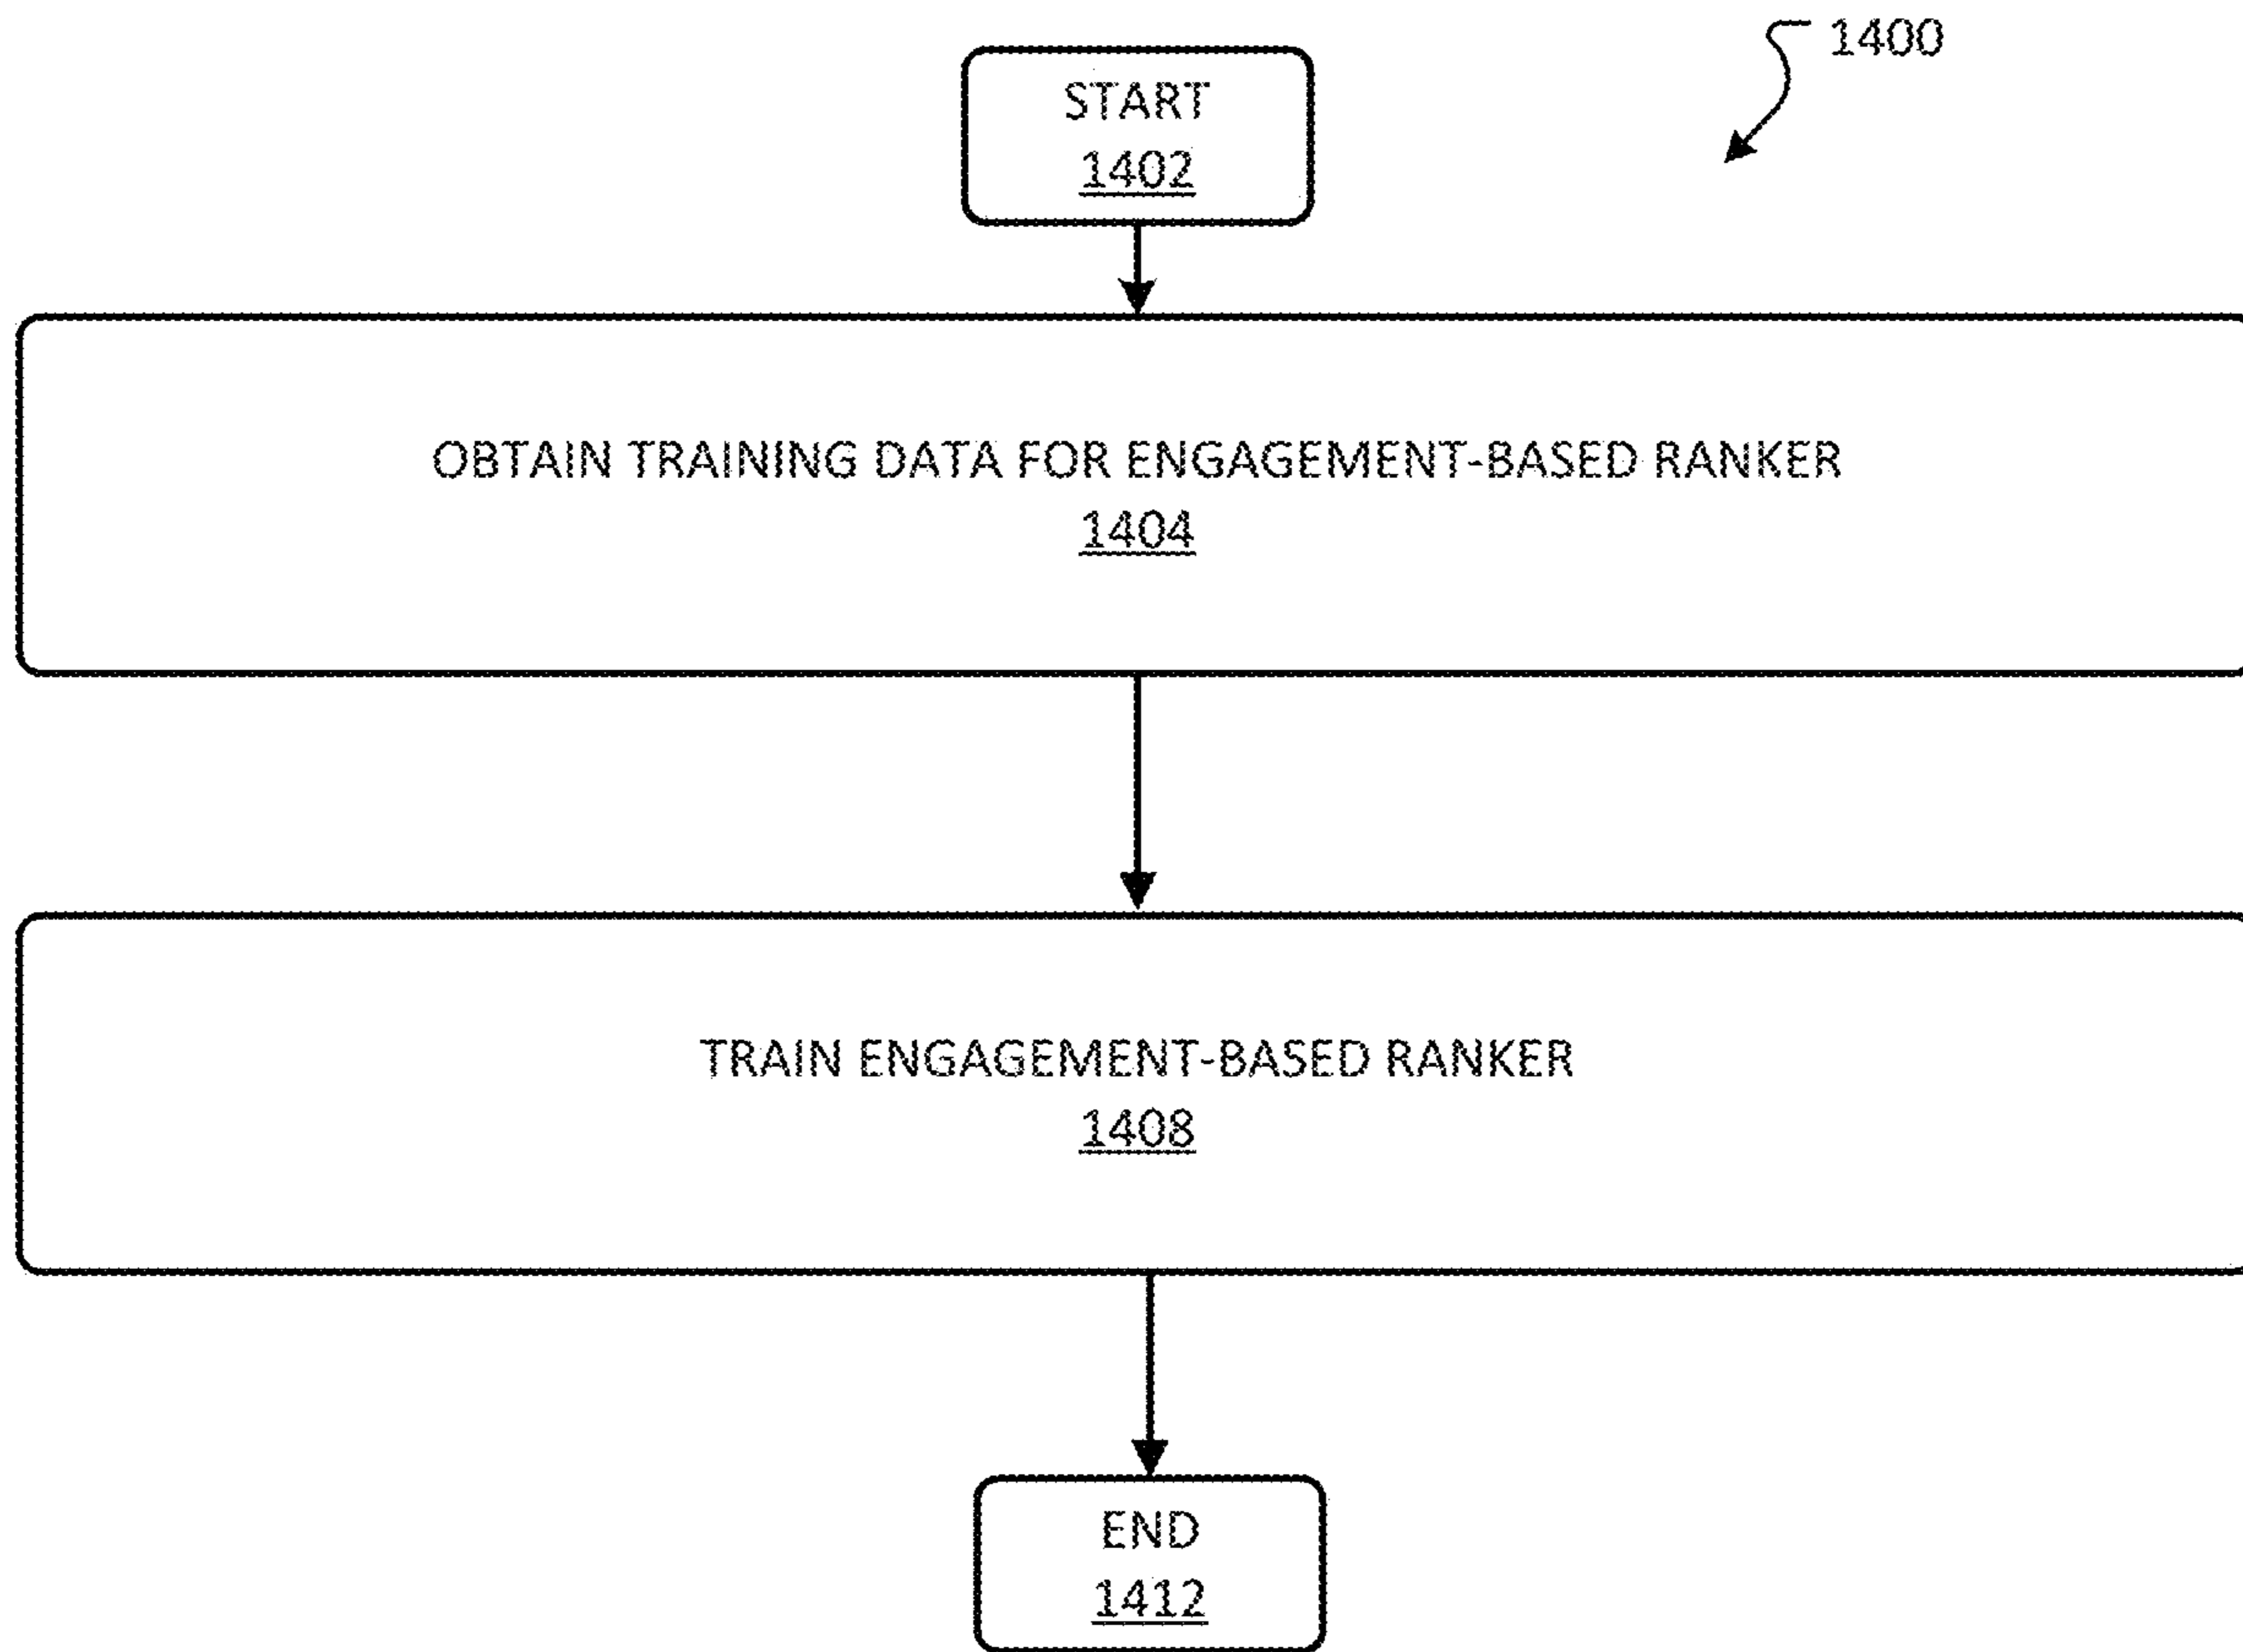 1400
START
1402
OBTAIN TRAINING DATA FOR ENGAGEMENT-BASED RANKER
1404
TRAIN ENGAGEMENT-BASED RANKER
1408
END
1412